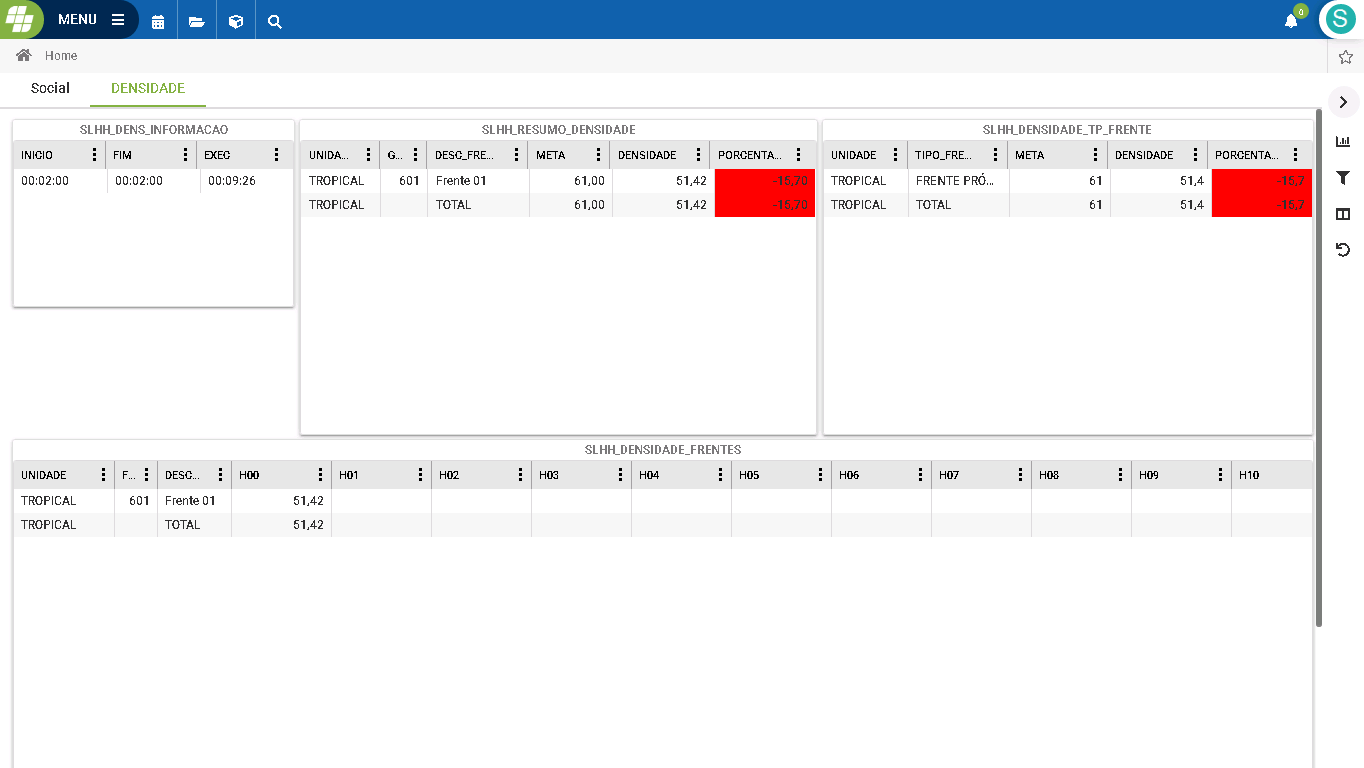 MENU
0
S
Home
Social DENSIDADE
SLHH_DENS_INFORMACAO
INICIO FIM EXEC
00:02:00 00:02:00 00:09:26
SLHH_RESUMO_DENSIDADE
UNIDA... G... DESC_FRE... META DENSIDADE PORCENTA...
TROPICAL 601 Frente 01 61,00 51,42 -15,70
TROPICAL TOTAL 61,00 51,42 -15,70
SLHH_DENSIDADE_TP_FRENTE
UNIDADE TIPO_FRE... META DENSIDADE PORCENTA...
TROPICAL FRENTE PRÓ... 61 51,4 -15,7
TROPICAL TOTAL 61 51,4 -15,7
SLHH_DENSIDADE_FRENTES
UNIDADE F... DESC... H00 H01 H02 H03 H04 H05 H06 H07 H08 H09 H10
TROPICAL 601 Frente 01 51,42
TROPICAL TOTAL 51,42